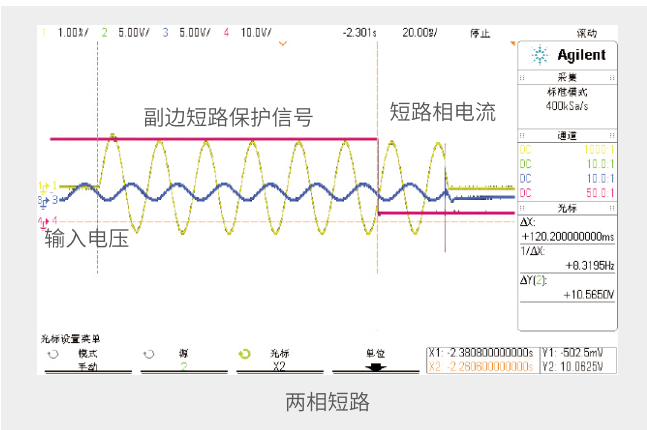 1 1.00%/ 2 5.00V/ 3 5.00V/ 4 10.0V/ -2.301s 20.00%/ 停止 滚动
Agilent
采集
标准模式
400kSa/s
副边短路保护信号
短路相电流
通道
DC 1000:1
DC 10.0:1
DC 10.0:1
DC 50.0:1
光标
ΔX:
+120.200000000ms
1/ΔX:
+8.3195Hz
ΔY(2):
+10.5650V
输入电压
光标设置菜单
模式
手动
源
2
光标
X2
单位
X1: -2.380800000000s
X2: -2.260600000000s
Y1: -502.5mV
Y2: 10.0625V
两相短路